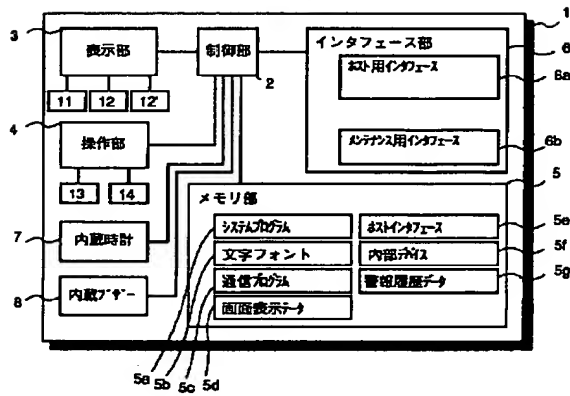 1
3
表示部
制御部
2
インタフェース部
6
ホスト用インタフェース
6a
11
12
12'
4
操作部
メンテナンス用インタフェース
6b
13
14
5
メモリ部
システムプログラム
ホストインタフェース
5e
7
内蔵時計
文字フォント
内部デバイス
5f
通信プログラム
警報履歴データ
5g
8
内蔵ブザー
画面表示データ
5a
5b
5c
5d